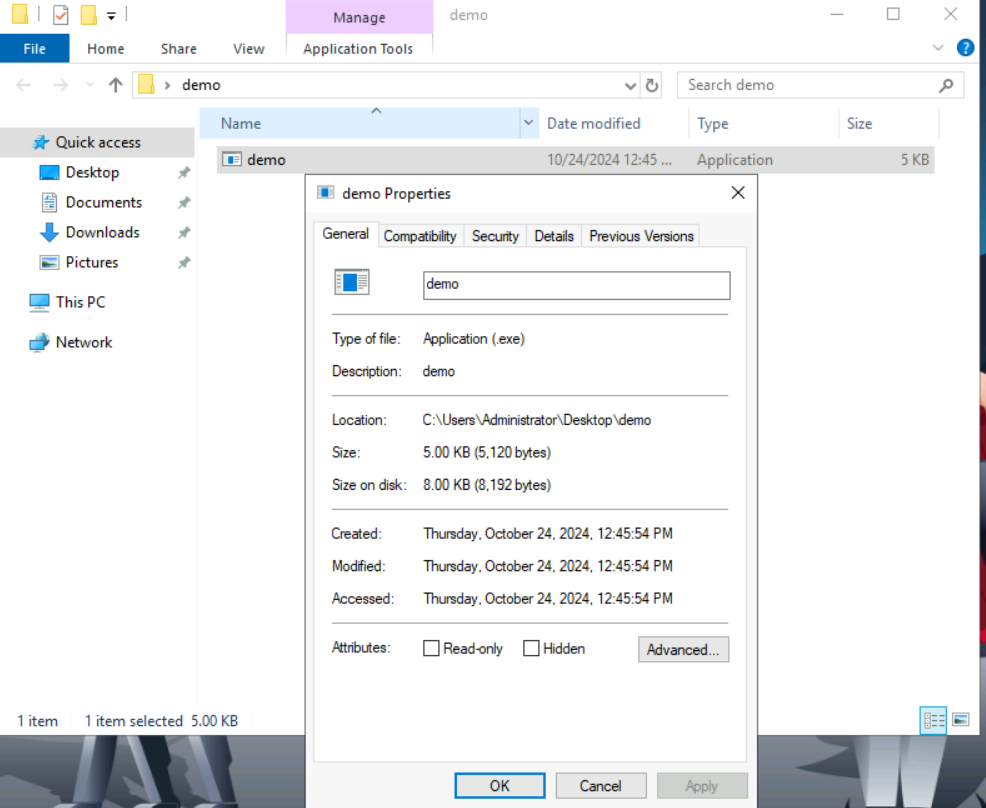 Manage
demo
File
Home
Share
View
Application Tools
demo
Search demo
Name
Date modified
Type
Size
Quick access
Desktop
Documents
Downloads
Pictures
This PC
Network
demo
10/24/2024 12:45 ...
Application
5 KB
demo Properties
General
Compatibility
Security
Details
Previous Versions
demo
Type of file: Application (.exe)
Description: demo
Location: C:\Users\Administrator\Desktop\demo
Size: 5.00 KB (5,120 bytes)
Size on disk: 8.00 KB (8,192 bytes)
Created: Thursday, October 24, 2024, 12:45:54 PM
Modified: Thursday, October 24, 2024, 12:45:54 PM
Accessed: Thursday, October 24, 2024, 12:45:54 PM
Attributes: Read-only Hidden Advanced...
1 item 1 item selected 5.00 KB
OK Cancel Apply